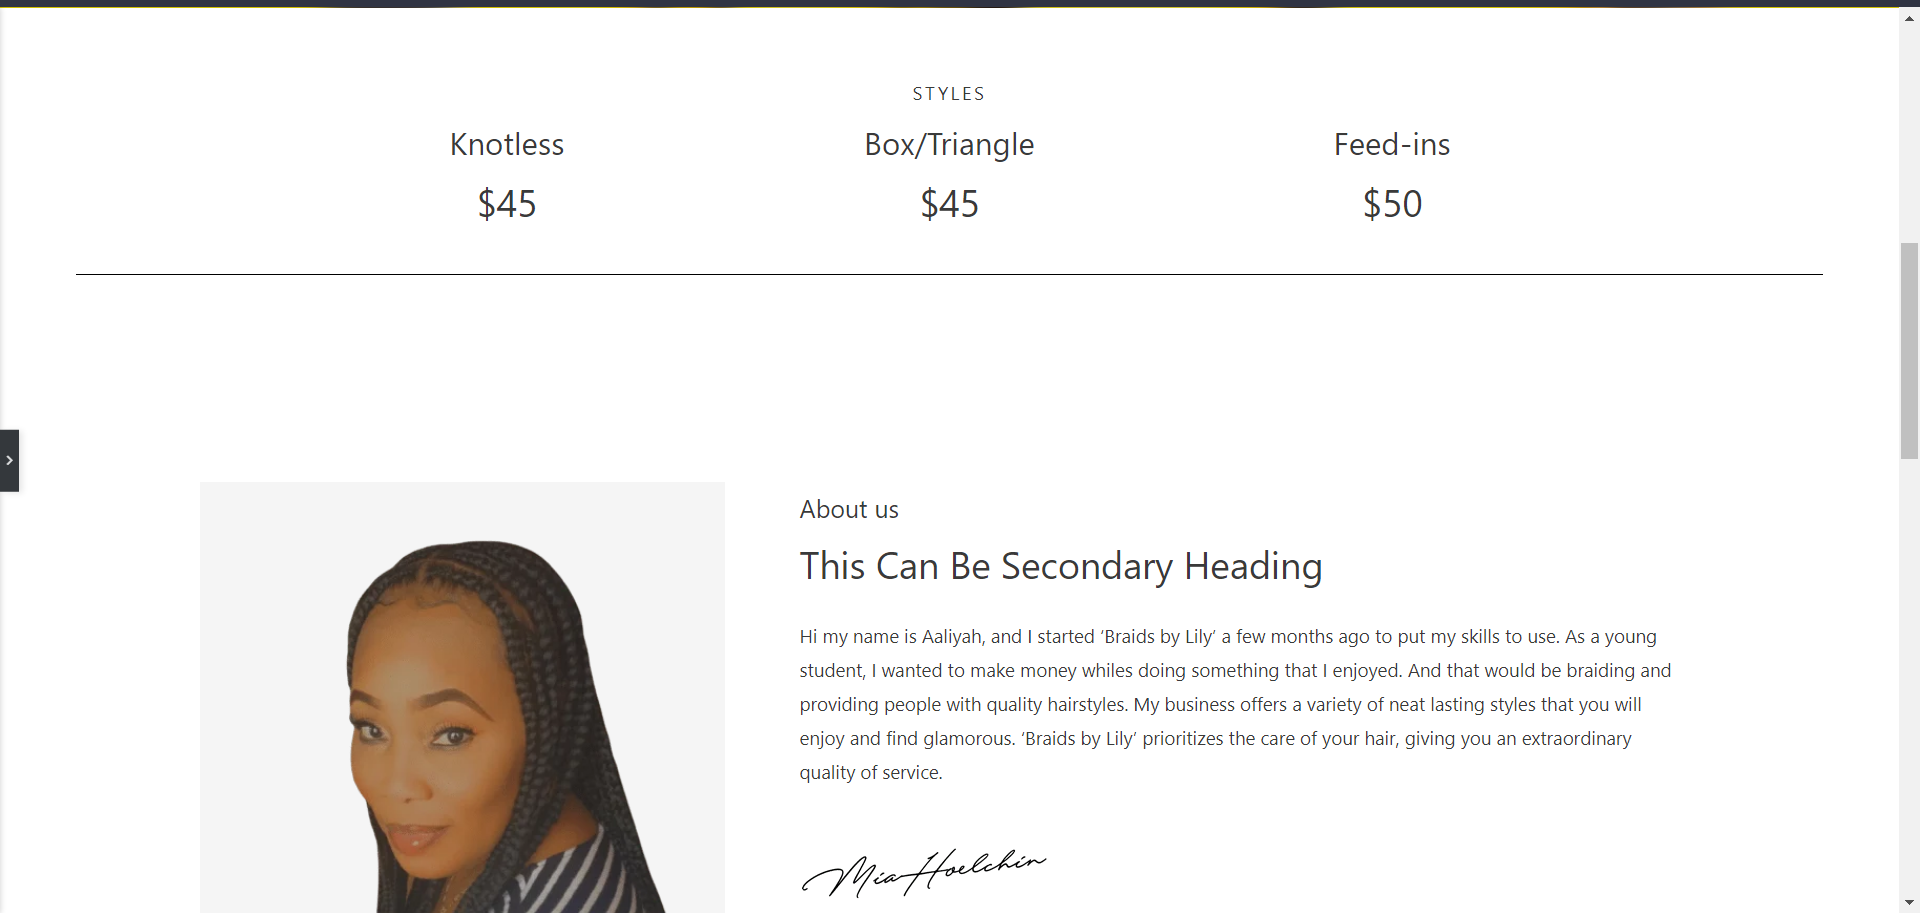 STYLES
Knotless
Box/Triangle
Feed-ins
$45
$45
$50
About us
This Can Be Secondary Heading
Hi my name is Aaliyah, and I started ‘Braids by Lily’ a few months ago to put my skills to use. As a young
student, I wanted to make money whiles doing something that I enjoyed. And that would be braiding and
providing people with quality hairstyles. My business offers a variety of neat lasting styles that you will
enjoy and find glamorous. ‘Braids by Lily’ prioritizes the care of your hair, giving you an extraordinary
quality of service.
Mia Hoelchin